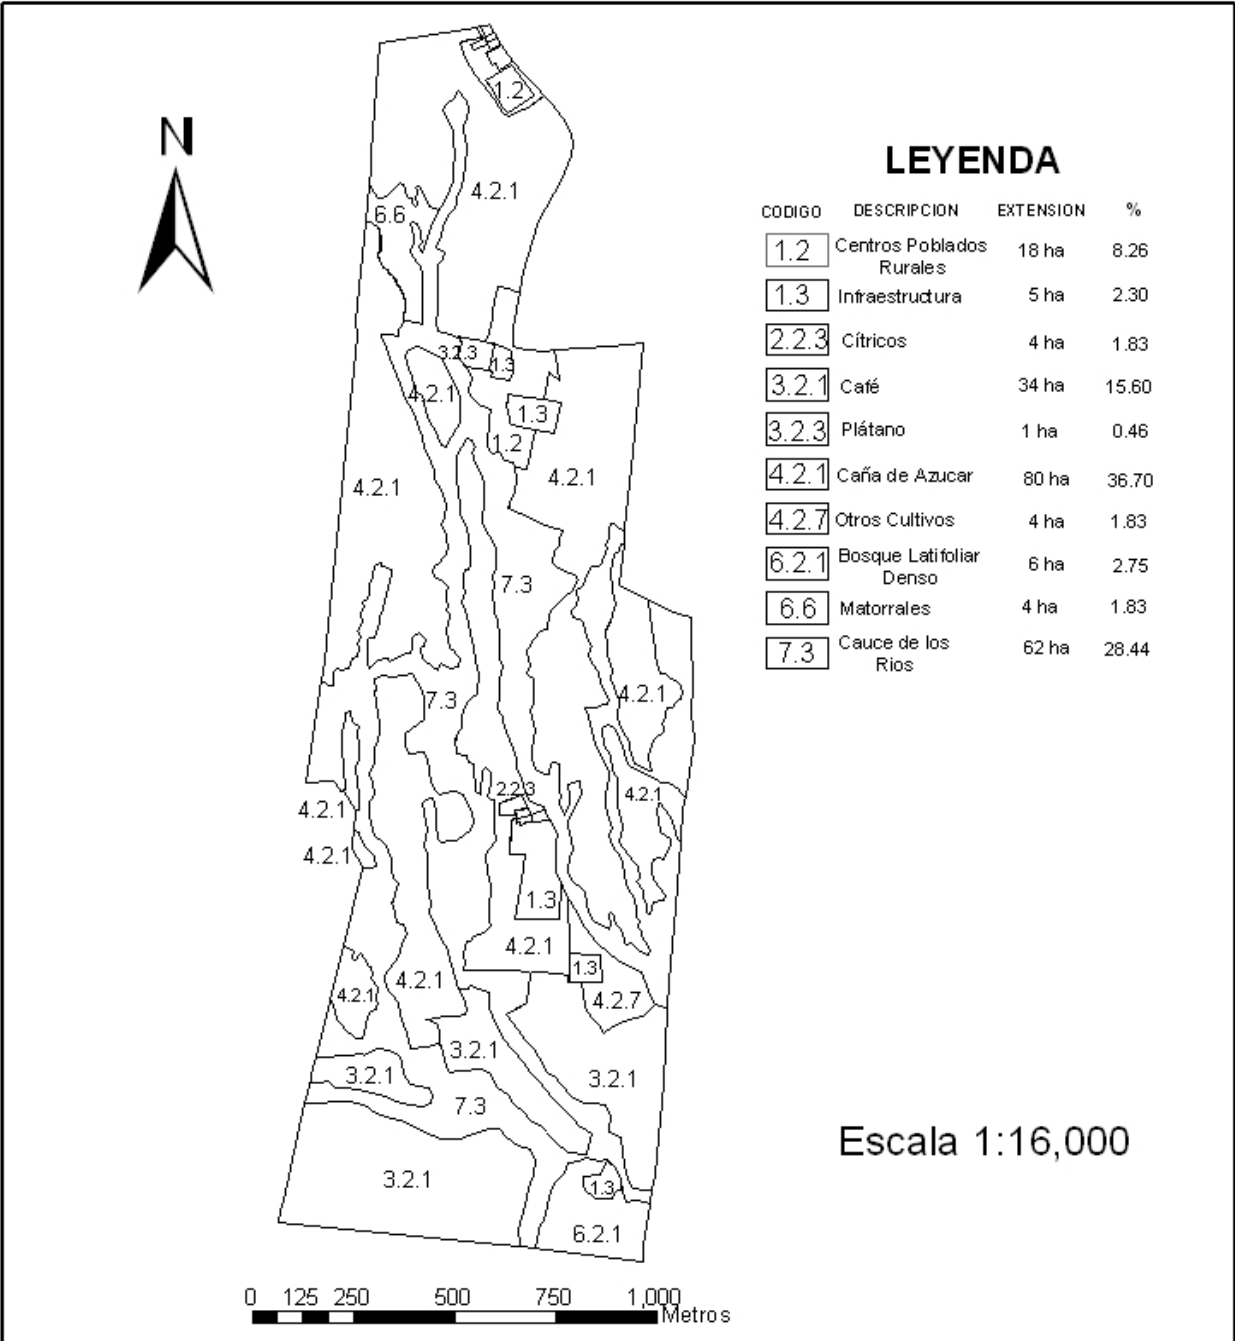 N
LEYENDA
CODIGO DESCRIPCION EXTENSION %
1.2 Centros Poblados Rurales 18 ha 8.26
1.3 Infraestructura 5 ha 2.30
2.2.3 Cítricos 4 ha 1.83
3.2.1 Café 34 ha 15.60
3.2.3 Plátano 1 ha 0.46
4.2.1 Caña de Azucar 80 ha 36.70
4.2.7 Otros Cultivos 4 ha 1.83
6.2.1 Bosque Latifoliar Denso 6 ha 2.75
6.6 Matorrales 4 ha 1.83
7.3 Cauce de los Rios 62 ha 28.44
1.2
4.2.1
6.6
3.2.3
1.3
4.2.1
1.3
1.2
4.2.1
4.2.1
7.3
4.2.1
7.3
2.2.3
4.2.1
4.2.1
4.2.1
1.3
4.2.1
1.3
4.2.1
4.2.1
4.2.7
3.2.1
3.2.1
3.2.1
7.3
3.2.1
1.3
6.2.1
Escala 1:16,000
0 125 250 500 750 1,000
Metros